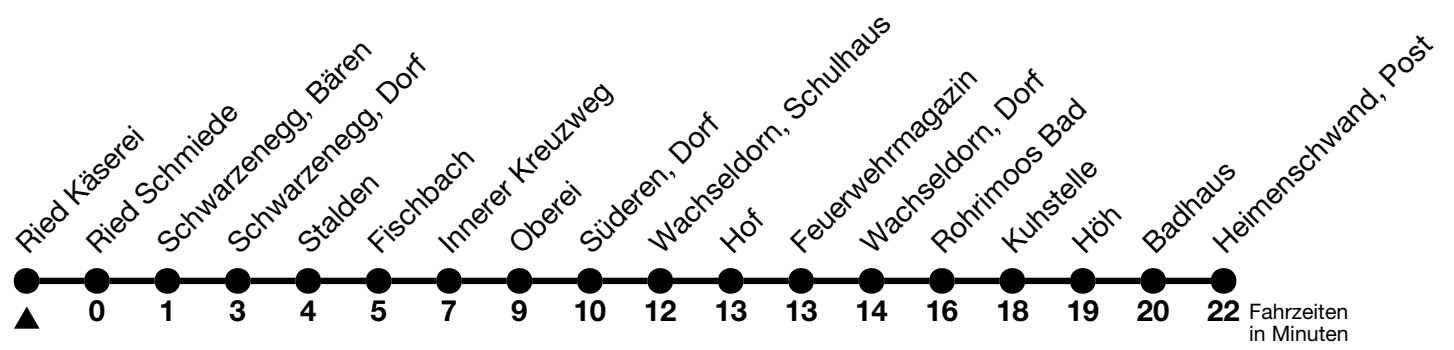 Ried Käserei
Ried Schmiede
Schwarzenegg, Bären
Schwarzenegg, Dorf
Stalden
Fischbach
Innerer Kreuzweg
Oberei
Süderen, Dorf
Wachseldorn, Schulhaus
Hof
Feuerwehrmagazin
Wachseldorn, Dorf
Rohrimoos Bad
Kuhstelle
Höh
Badhaus
Heimenschwand, Post
0 1 3 4 5 7 9 10 12 13 13 14 16 18 19 20 22 Fahrzeiten
in Minuten